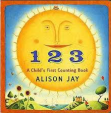 1 2 3
A Child's First Counting Book
ALISON JAY